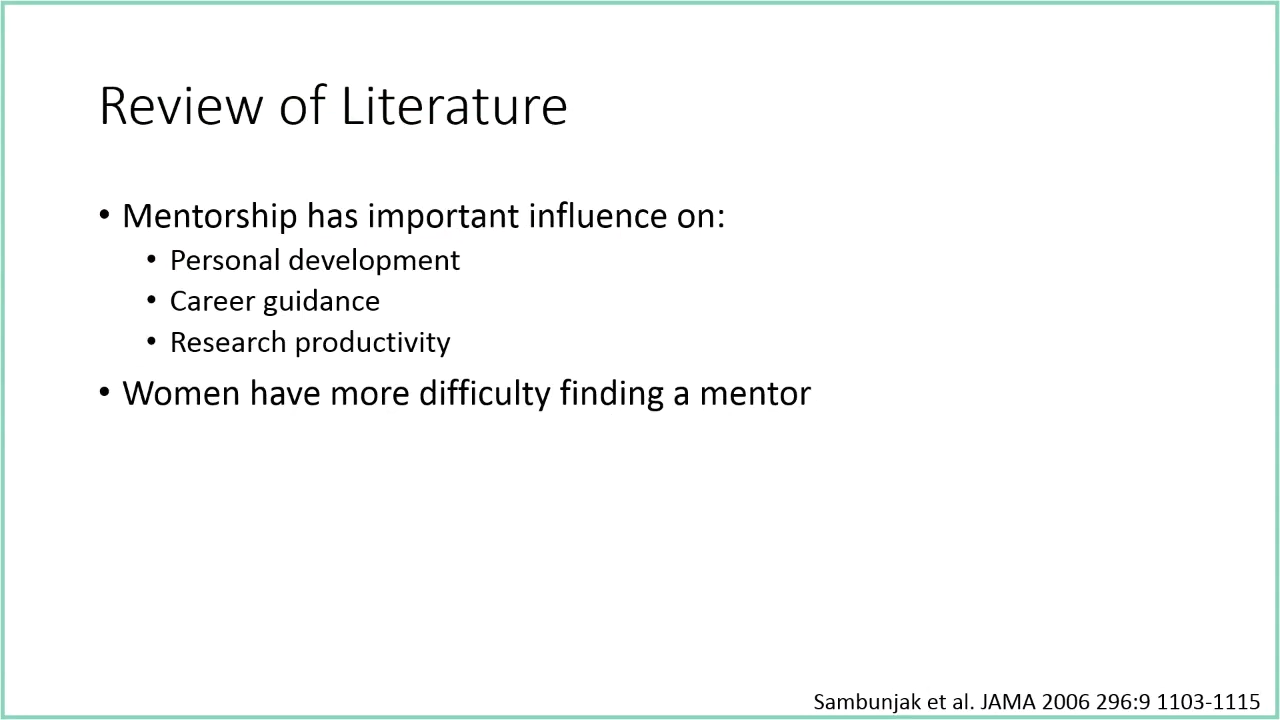 Review of Literature
• Mentorship has important influence on:
• Personal development
• Career guidance
• Research productivity
• Women have more difficulty finding a mentor
Sambunjak et al. JAMA 2006 296:9 1103-1115